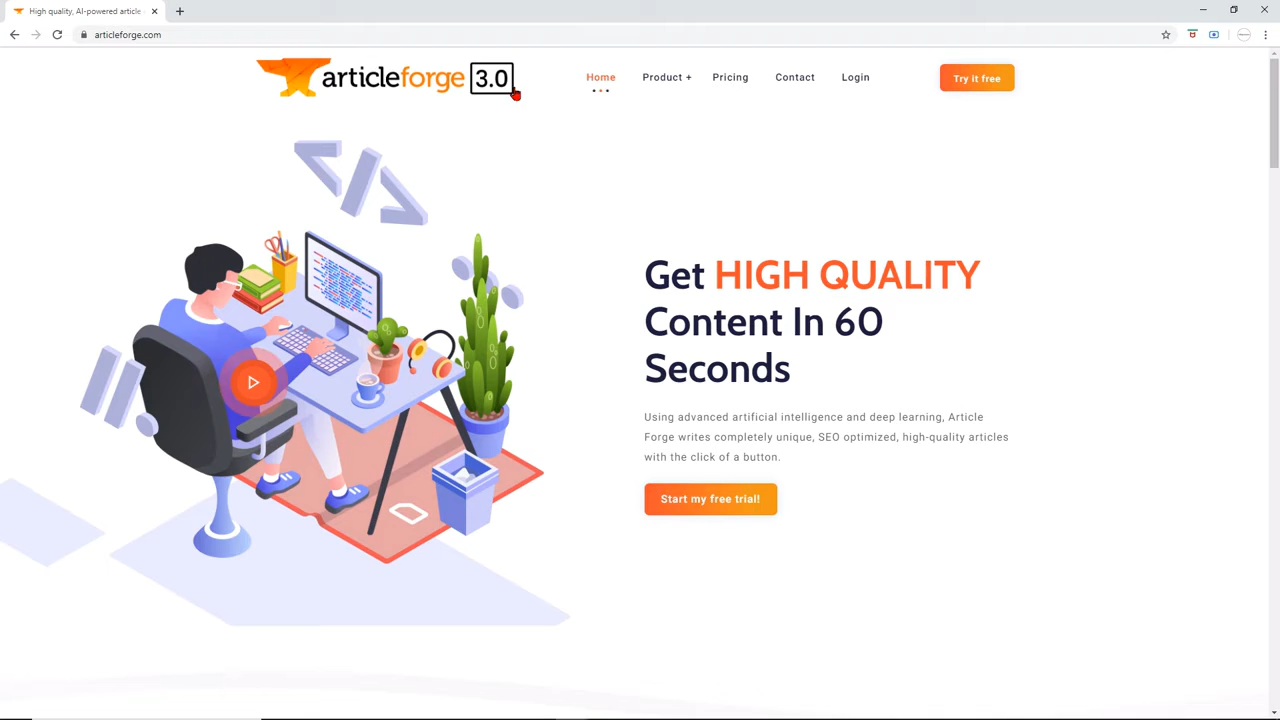 High quality, AI-powered article
articleforge.com
articleforge 3.0
Home
Product +
Pricing
Contact
Login
Try it free
Get HIGH QUALITY
Content In 60
Seconds
Using advanced artificial intelligence and deep learning, Article
Forge writes completely unique, SEO optimized, high-quality articles
with the click of a button.
Start my free trial!